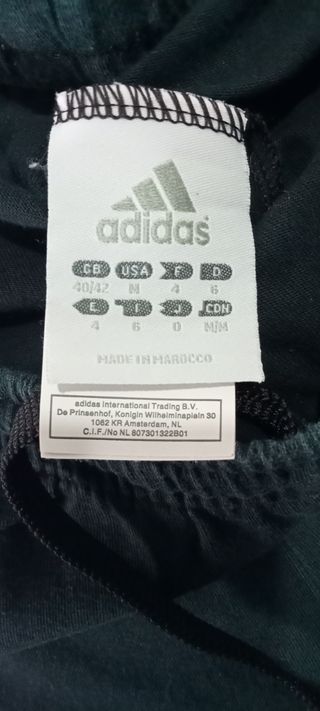 adidas
GB USA F D
40/42 M 4 6
E I J CDN
4 6 O M/M
MADE IN MAROCCO
adidas International Trading B.V.
De Prinsenhof, Konigin Wilhelminaplein 30
1062 KR Amsterdam, NL
C.I.F./No NL 807301322B01